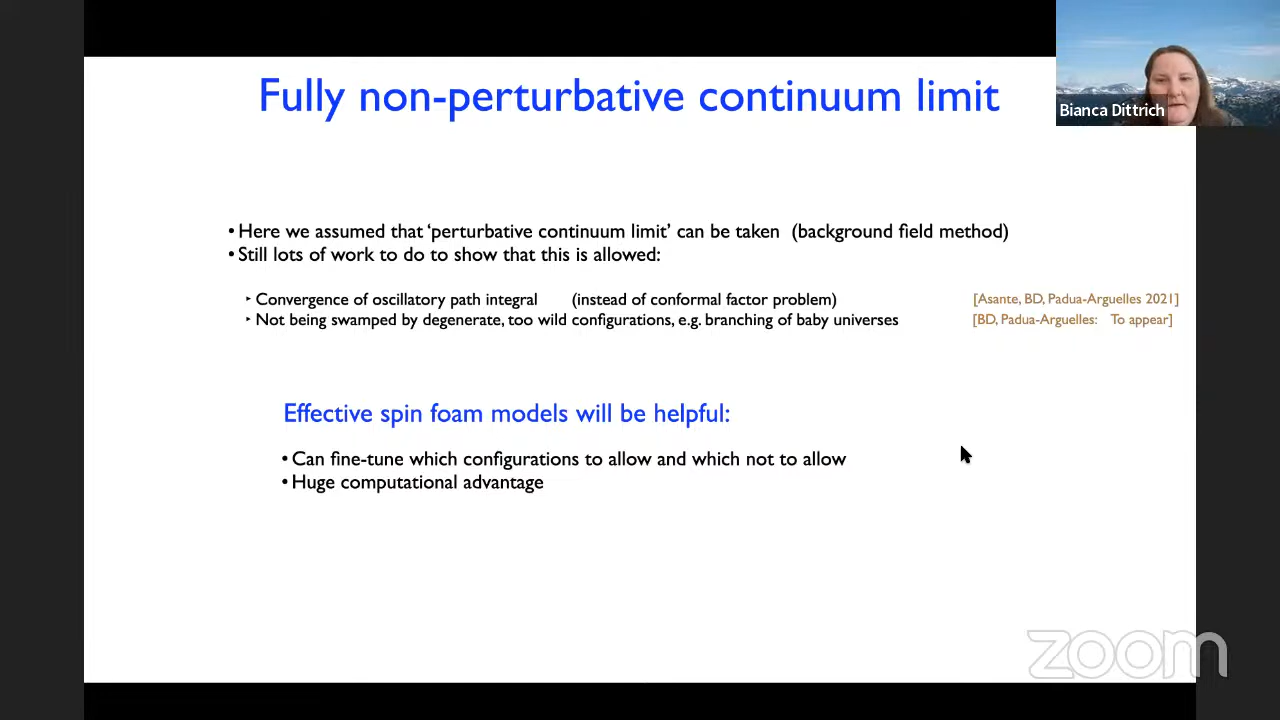 Fully non-perturbative continuum limit
Bianca Dittrich
• Here we assumed that ‘perturbative continuum limit’ can be taken (background field method)
• Still lots of work to do to show that this is allowed:
‣ Convergence of oscillatory path integral (instead of conformal factor problem) [Asante, BD, Padua-Arguelles 2021]
‣ Not being swamped by degenerate, too wild configurations, e.g. branching of baby universes [BD, Padua-Arguelles: To appear]
Effective spin foam models will be helpful:
• Can fine-tune which configurations to allow and which not to allow
• Huge computational advantage
zoom